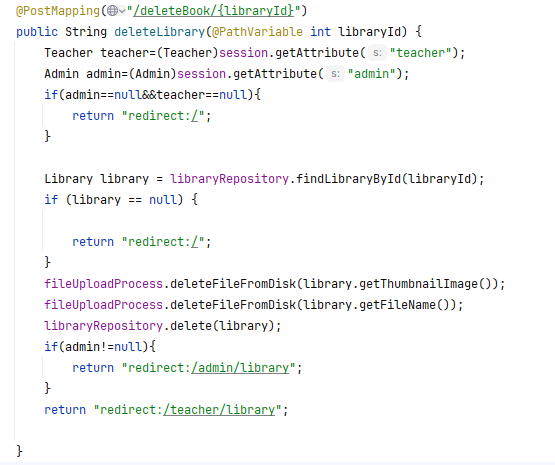 @PostMapping("/deleteBook/{libraryId}")
public String deleteLibrary(@PathVariable int libraryId) {
    Teacher teacher=(Teacher)session.getAttribute( s: "teacher");
    Admin admin=(Admin)session.getAttribute( s: "admin");
    if(admin==null&&teacher==null){
        return "redirect:/";
    }
    Library library = libraryRepository.findLibraryById(libraryId);
    if (library == null) {
        return "redirect:/";
    }
    fileUploadProcess.deleteFileFromDisk(library.getThumbnailImage());
    fileUploadProcess.deleteFileFromDisk(library.getFileName());
    libraryRepository.delete(library);
    if(admin!=null){
        return "redirect:/admin/library";
    }
    return "redirect:/teacher/library";
}